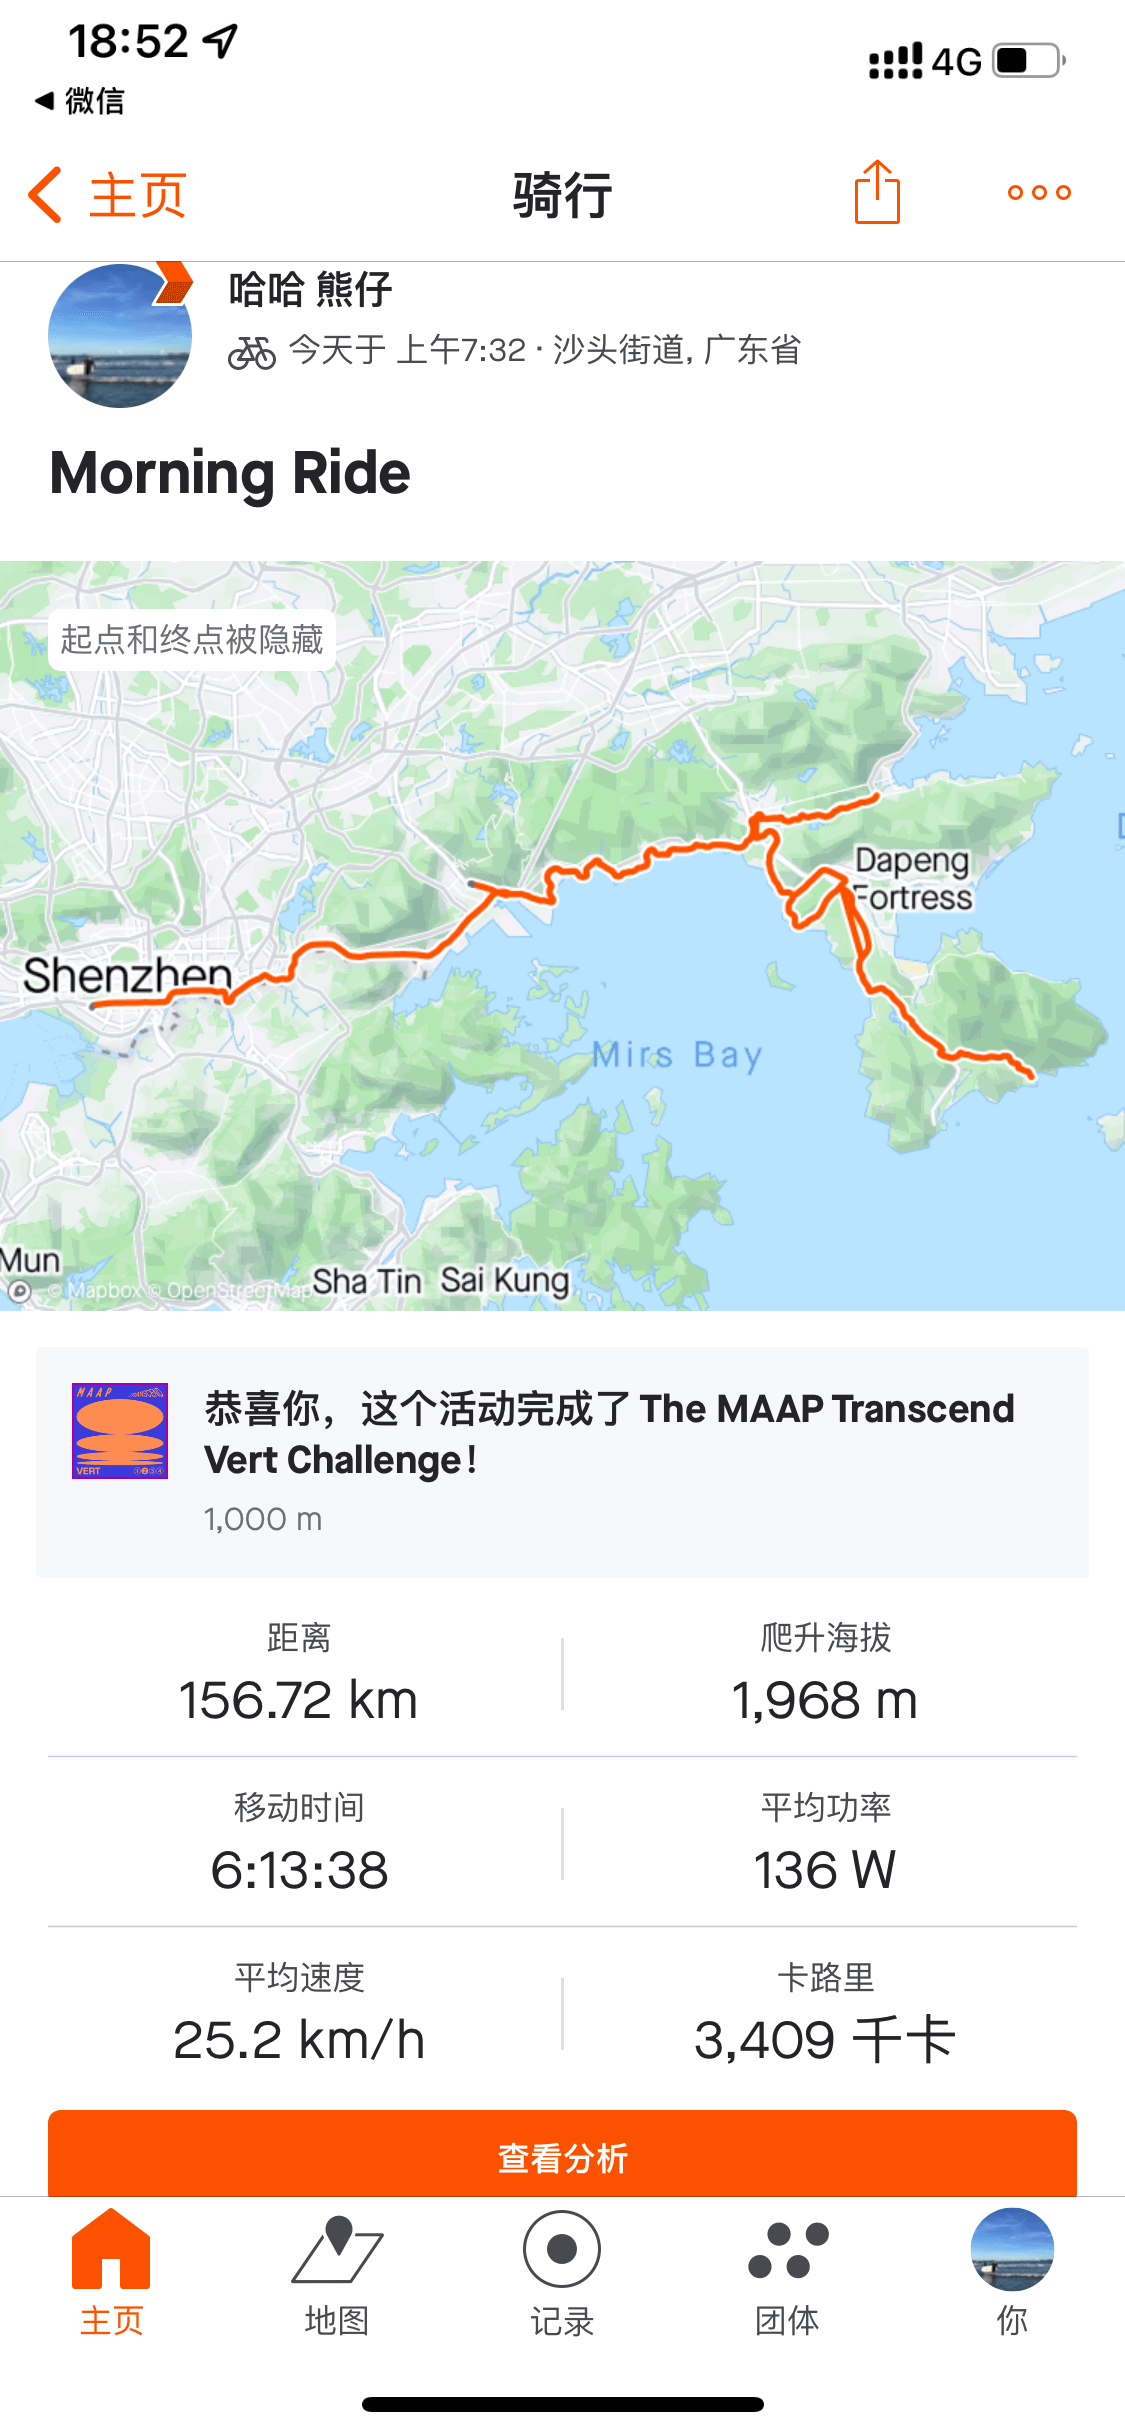 18:52
4G
微信
主页
骑行
哈哈 熊仔
今天于 上午7:32 · 沙头街道, 广东省
Morning Ride
起点和终点被隐藏
Dapeng
Fortress
Shenzhen
Mirs Bay
Mun
Sha Tin
Sai Kung
© Mapbox © OpenStreetMap
MAAP
VERT
恭喜你，这个活动完成了 The MAAP Transcend
Vert Challenge！
1,000 m
距离
爬升海拔
156.72 km
1,968 m
移动时间
平均功率
6:13:38
136 W
平均速度
卡路里
25.2 km/h
3,409 千卡
查看分析
主页
地图
记录
团体
你